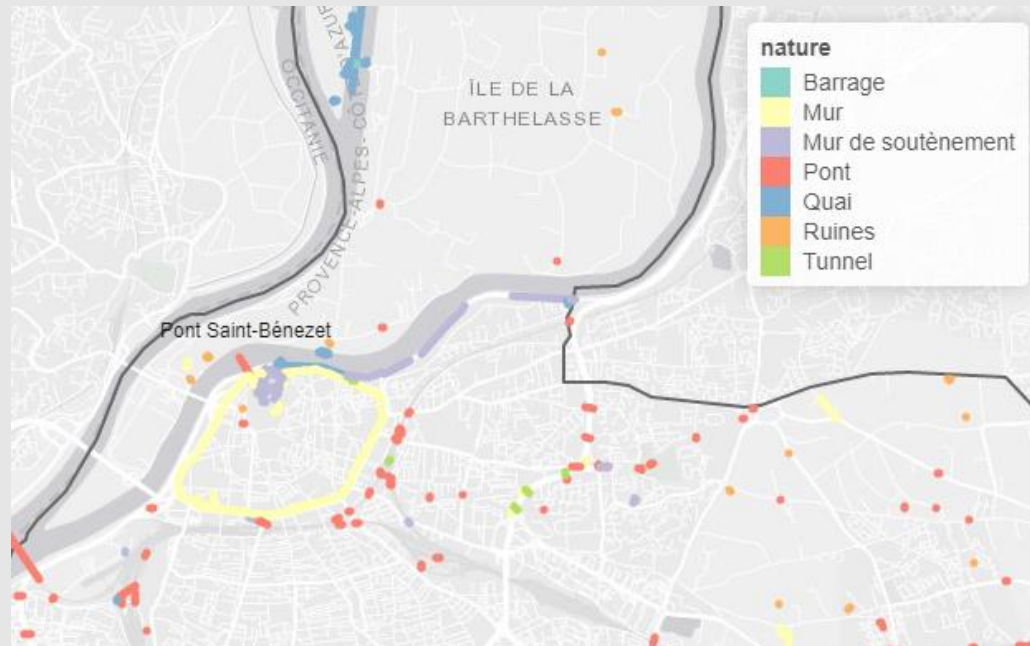 OCCITANIE
PROVENCE-ALPES-CÔTE D'AZUR
ÎLE DE LA
BARTHELASSE
Pont Saint-Bénezet
nature
Barrage
Mur
Mur de soutènement
Pont
Quai
Ruines
Tunnel